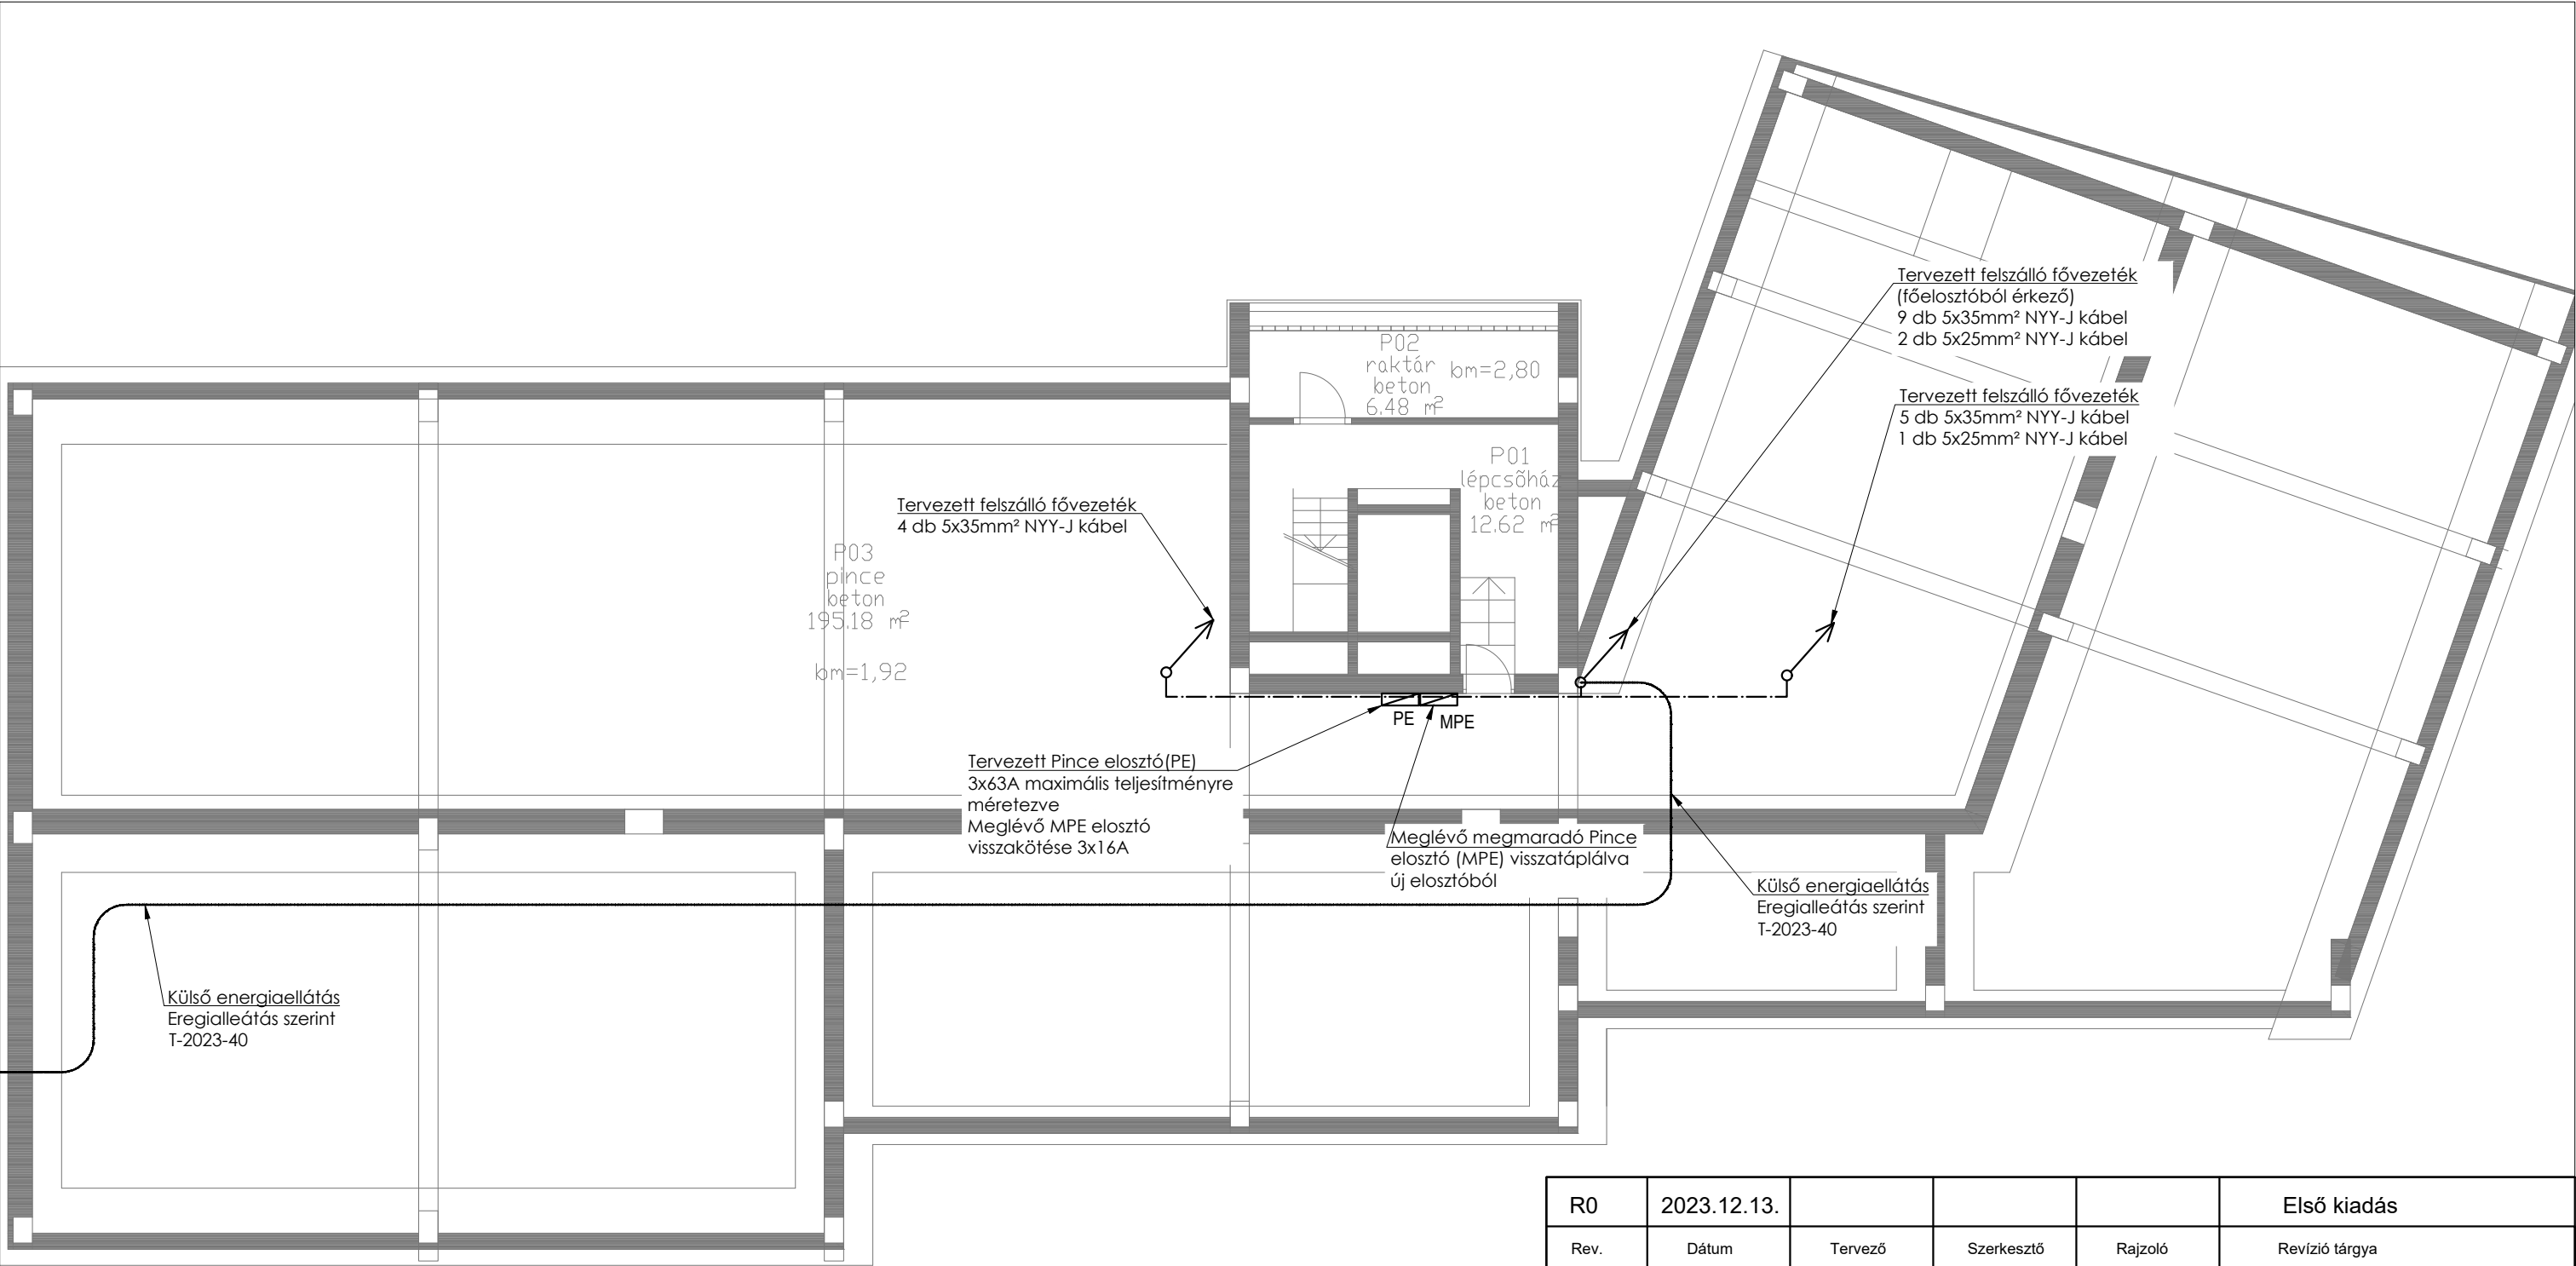 Tervezett felszálló fővezeték
(főelosztóból érkező)
9 db 5x35mm² NYY-J kábel
2 db 5x25mm² NYY-J kábel
P02
raktár
beton
6.48 m²
bm=2,80
Tervezett felszálló fővezeték
5 db 5x35mm² NYY-J kábel
1 db 5x25mm² NYY-J kábel
P01
lépcsőház
beton
12.62 m²
Tervezett felszálló fővezeték
4 db 5x35mm² NYY-J kábel
P03
pince
beton
195.18 m²
bm=1,92
PE
MPE
Tervezett Pince elosztó(PE)
3x63A maximális teljesítményre
méretezve
Meglévő MPE elosztó
visszakötése 3x16A
Meglévő megmaradó Pince
elosztó (MPE) visszatáplálva
új elosztóból
Külső energiaellátás
Eregialleátás szerint
T-2023-40
Külső energiaellátás
Eregialleátás szerint
T-2023-40
R0 2023.12.13. Első kiadás
Rev. Dátum Tervező Szerkesztő Rajzoló Revízió tárgya